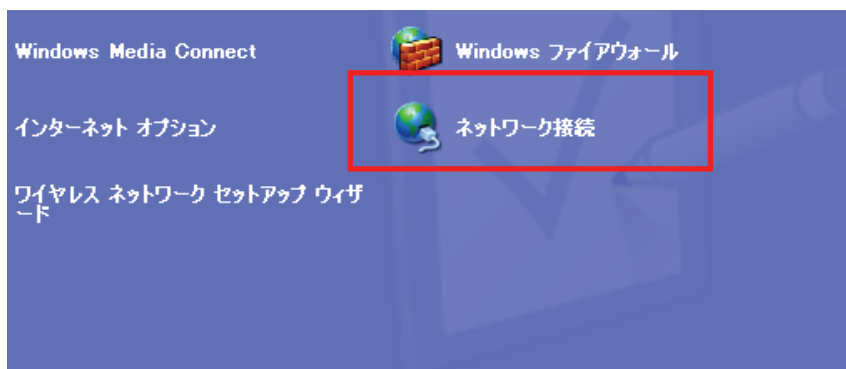 Windows Media Connect
Windows ファイアウォール
インターネット オプション
ネットワーク接続
ワイヤレス ネットワーク セットアップ ウィザ
ード